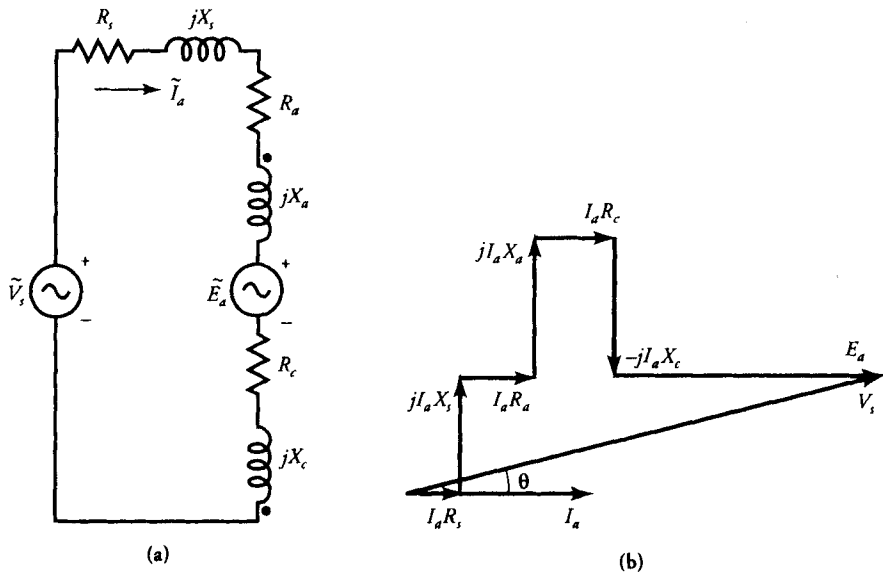 R_s
jX_s
Ĩ_a
R_a
jX_a
Ṽ_s
+
−
Ẽ_a
+
−
R_c
jX_c
(a)
I_aR_c
jI_aX_a
−jI_aX_c
E_a
jI_aX_s
I_aR_a
V_s
θ
I_aR_s
I_a
(b)